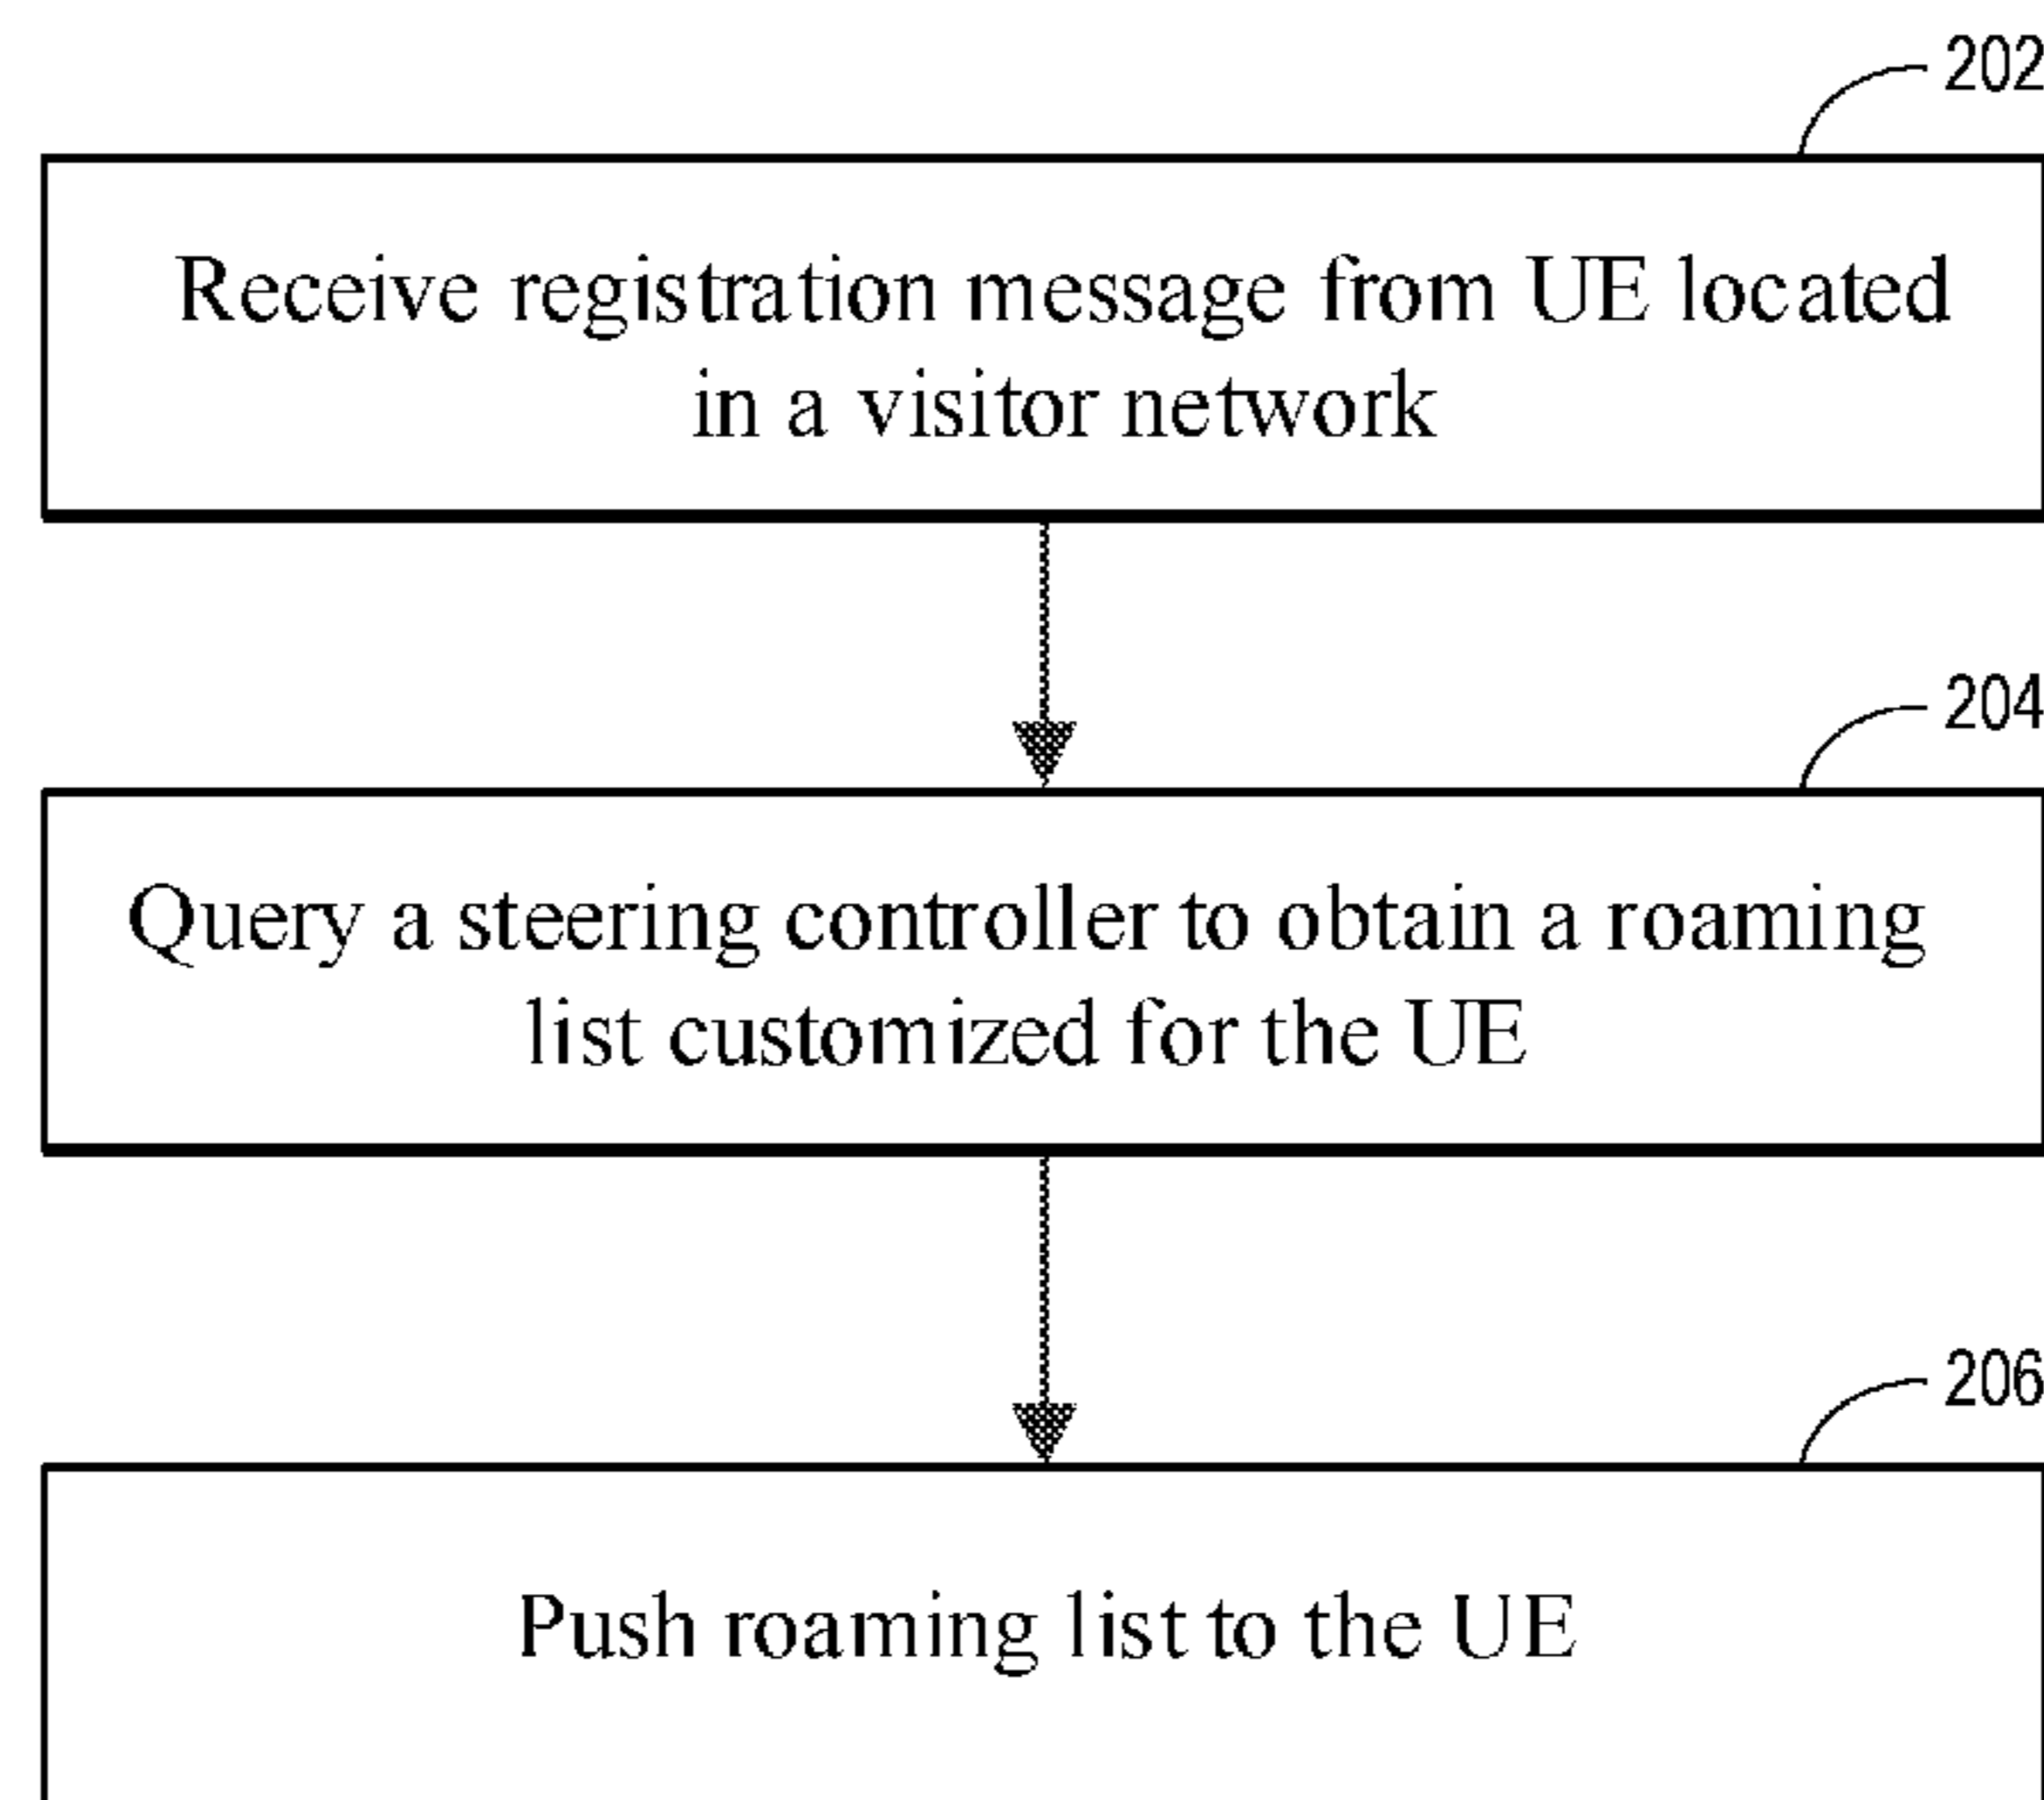 202
Receive registration message from UE located
in a visitor network
204
Query a steering controller to obtain a roaming
list customized for the UE
206
Push roaming list to the UE